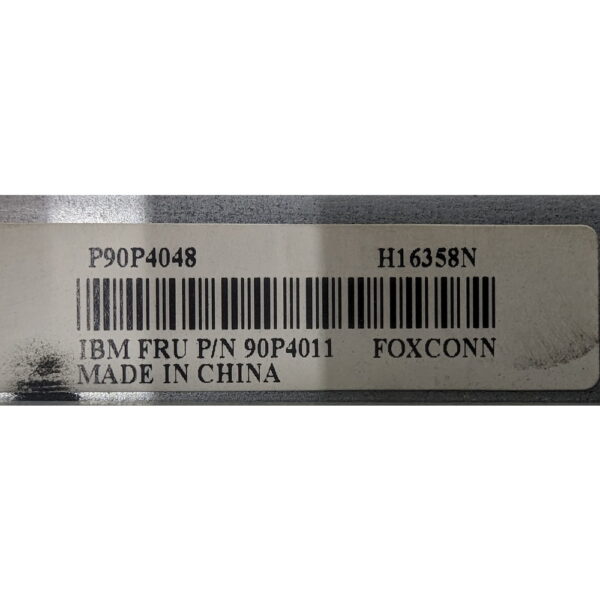 P90P4048 H16358N
IBM FRU P/N 90P4011 FOXCONN
MADE IN CHINA